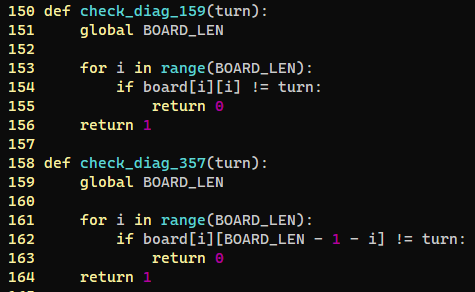 150 def check_diag_159(turn):
151     global BOARD_LEN
152
153     for i in range(BOARD_LEN):
154         if board[i][i] != turn:
155             return 0
156     return 1
157
158 def check_diag_357(turn):
159     global BOARD_LEN
160
161     for i in range(BOARD_LEN):
162         if board[i][BOARD_LEN - 1 - i] != turn:
163             return 0
164     return 1